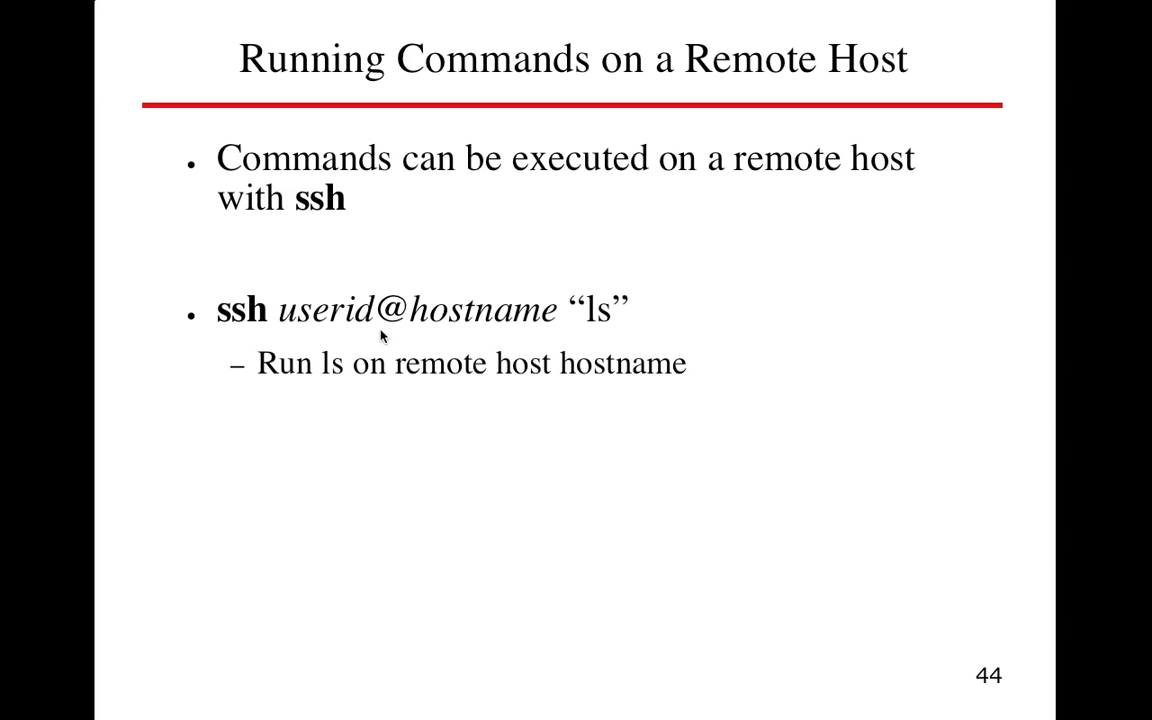 Running Commands on a Remote Host
• Commands can be executed on a remote host
with ssh
• ssh userid@hostname “ls”
– Run ls on remote host hostname
44